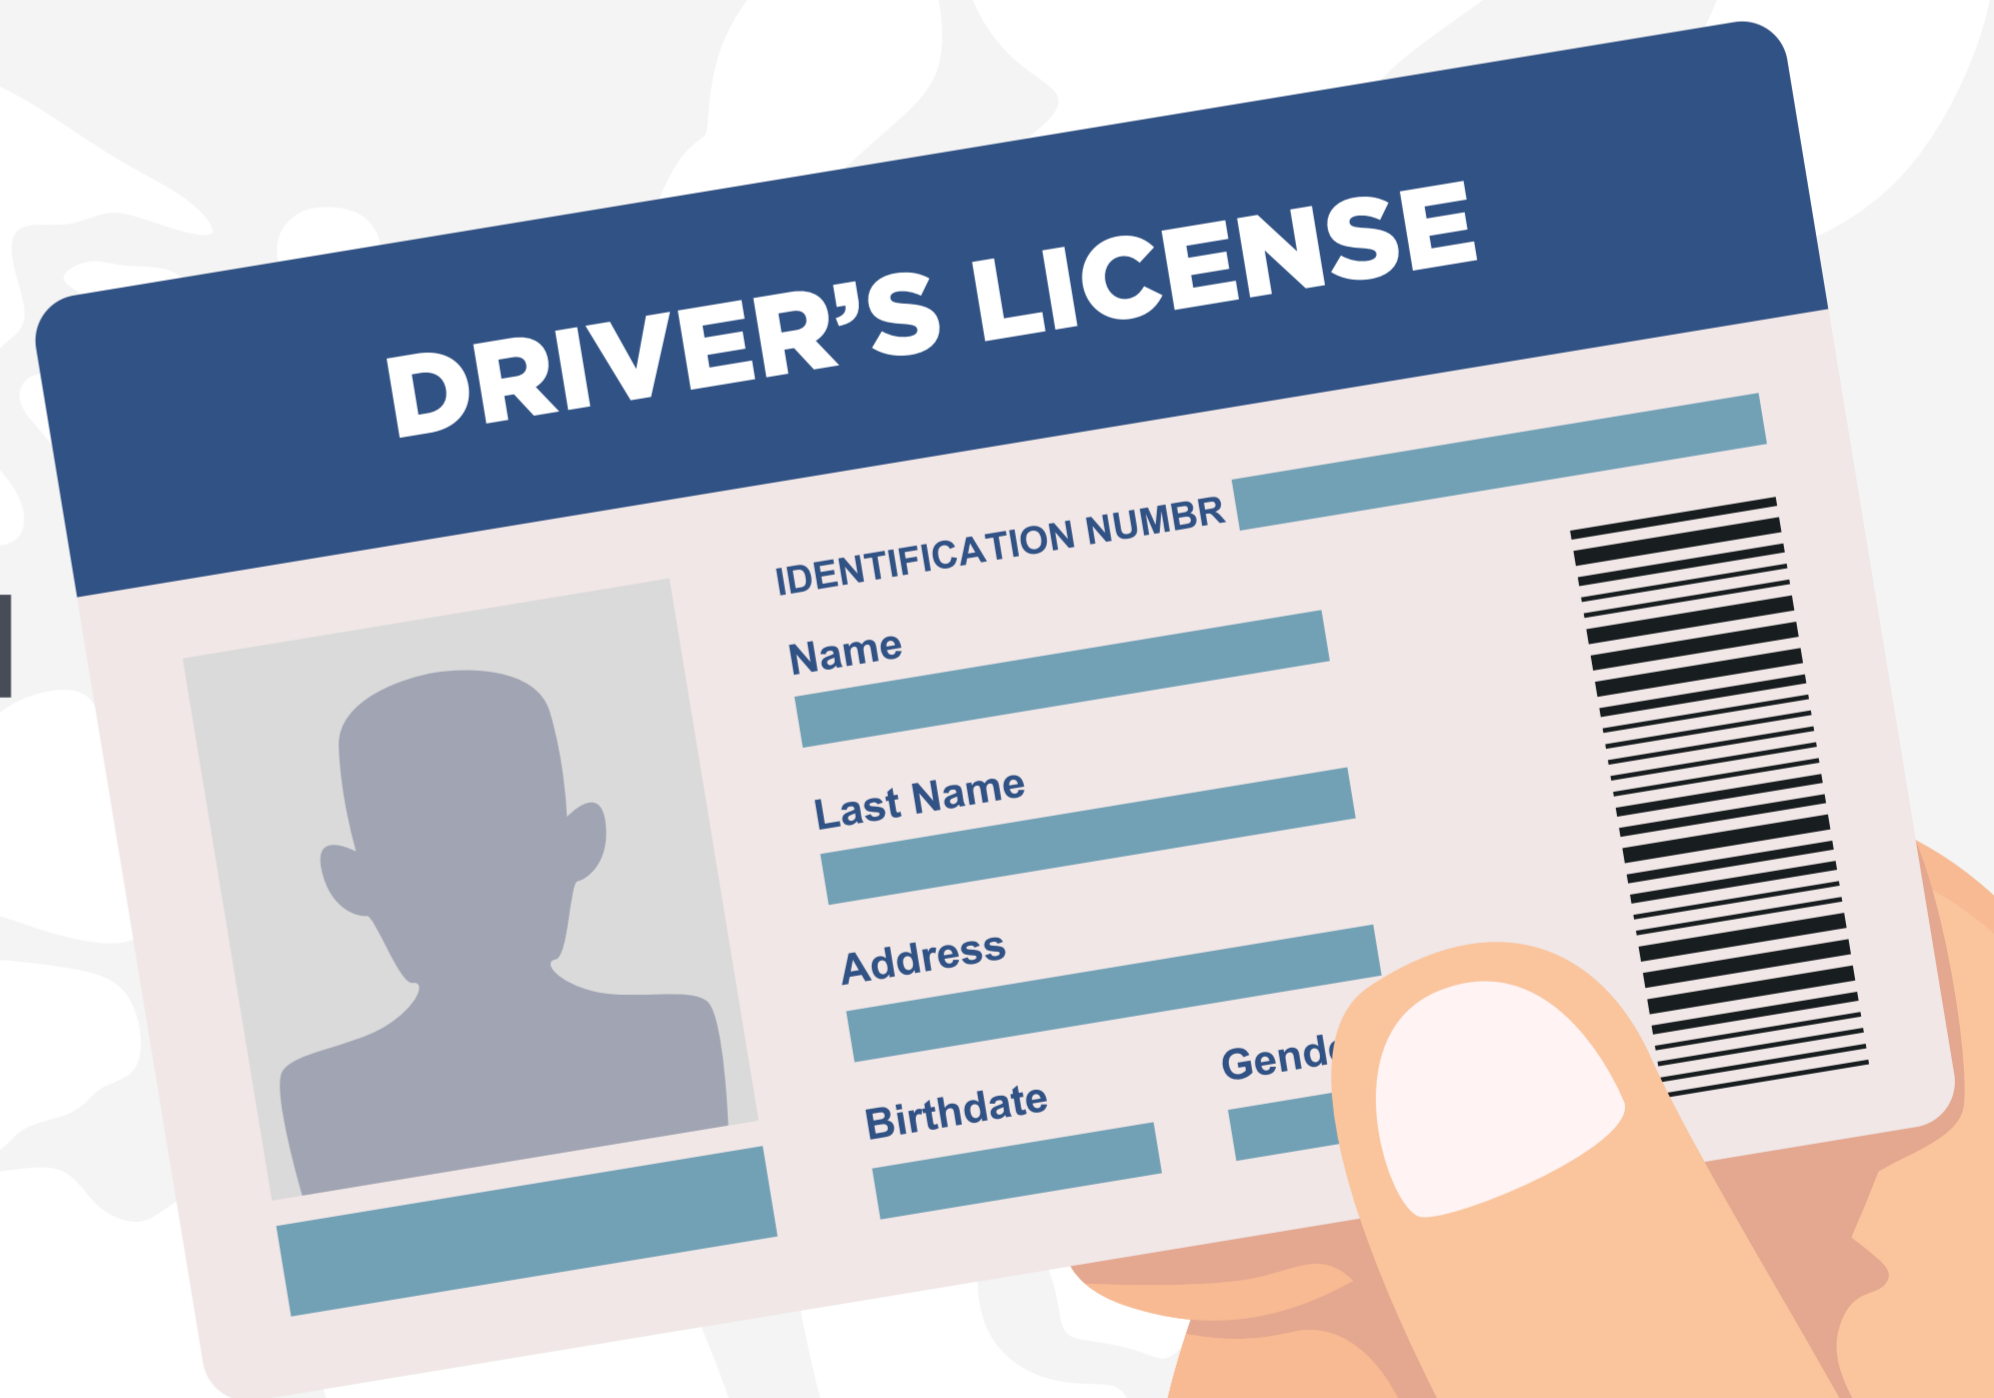 DRIVER'S LICENSE
IDENTIFICATION NUMBR
Name
Last Name
Address
Birthdate